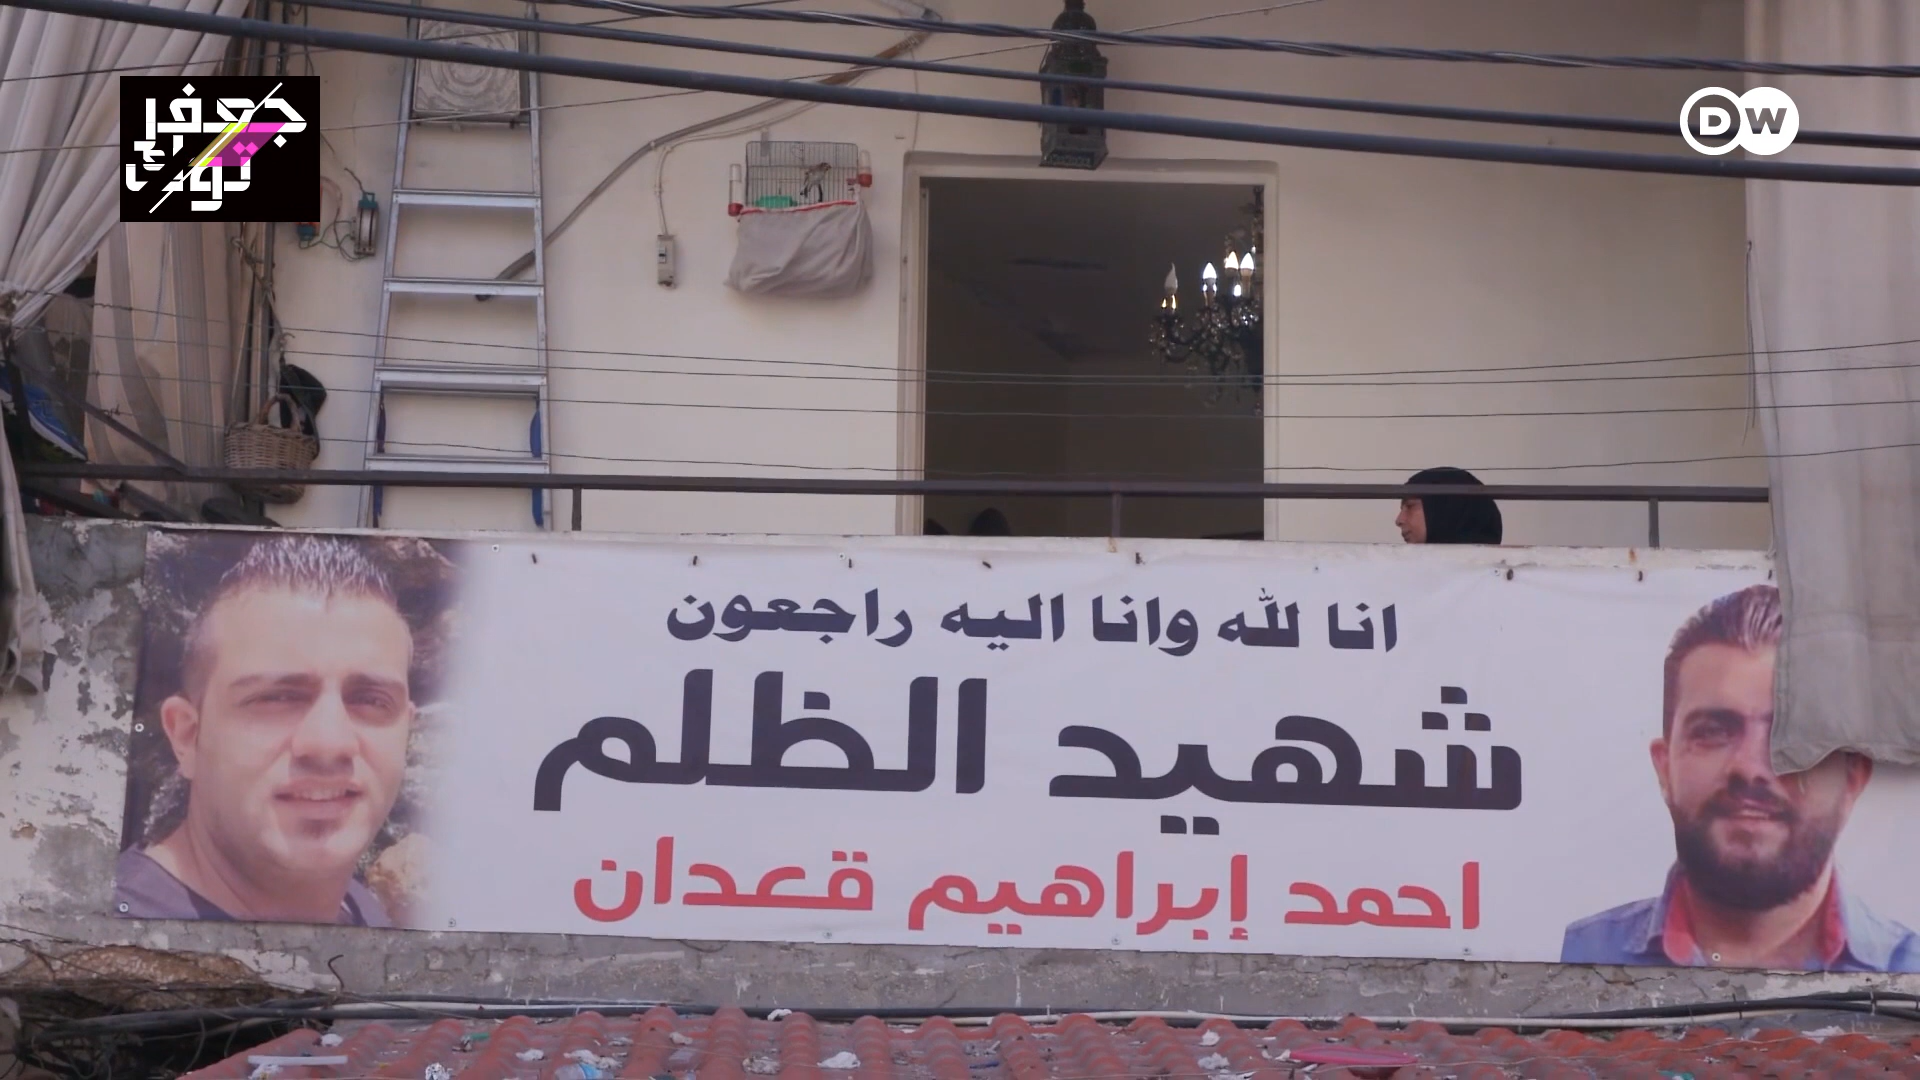 جعفر
توك
DW
انا لله وانا اليه راجعون
شهيد الظلم
احمد إبراهيم قعدان